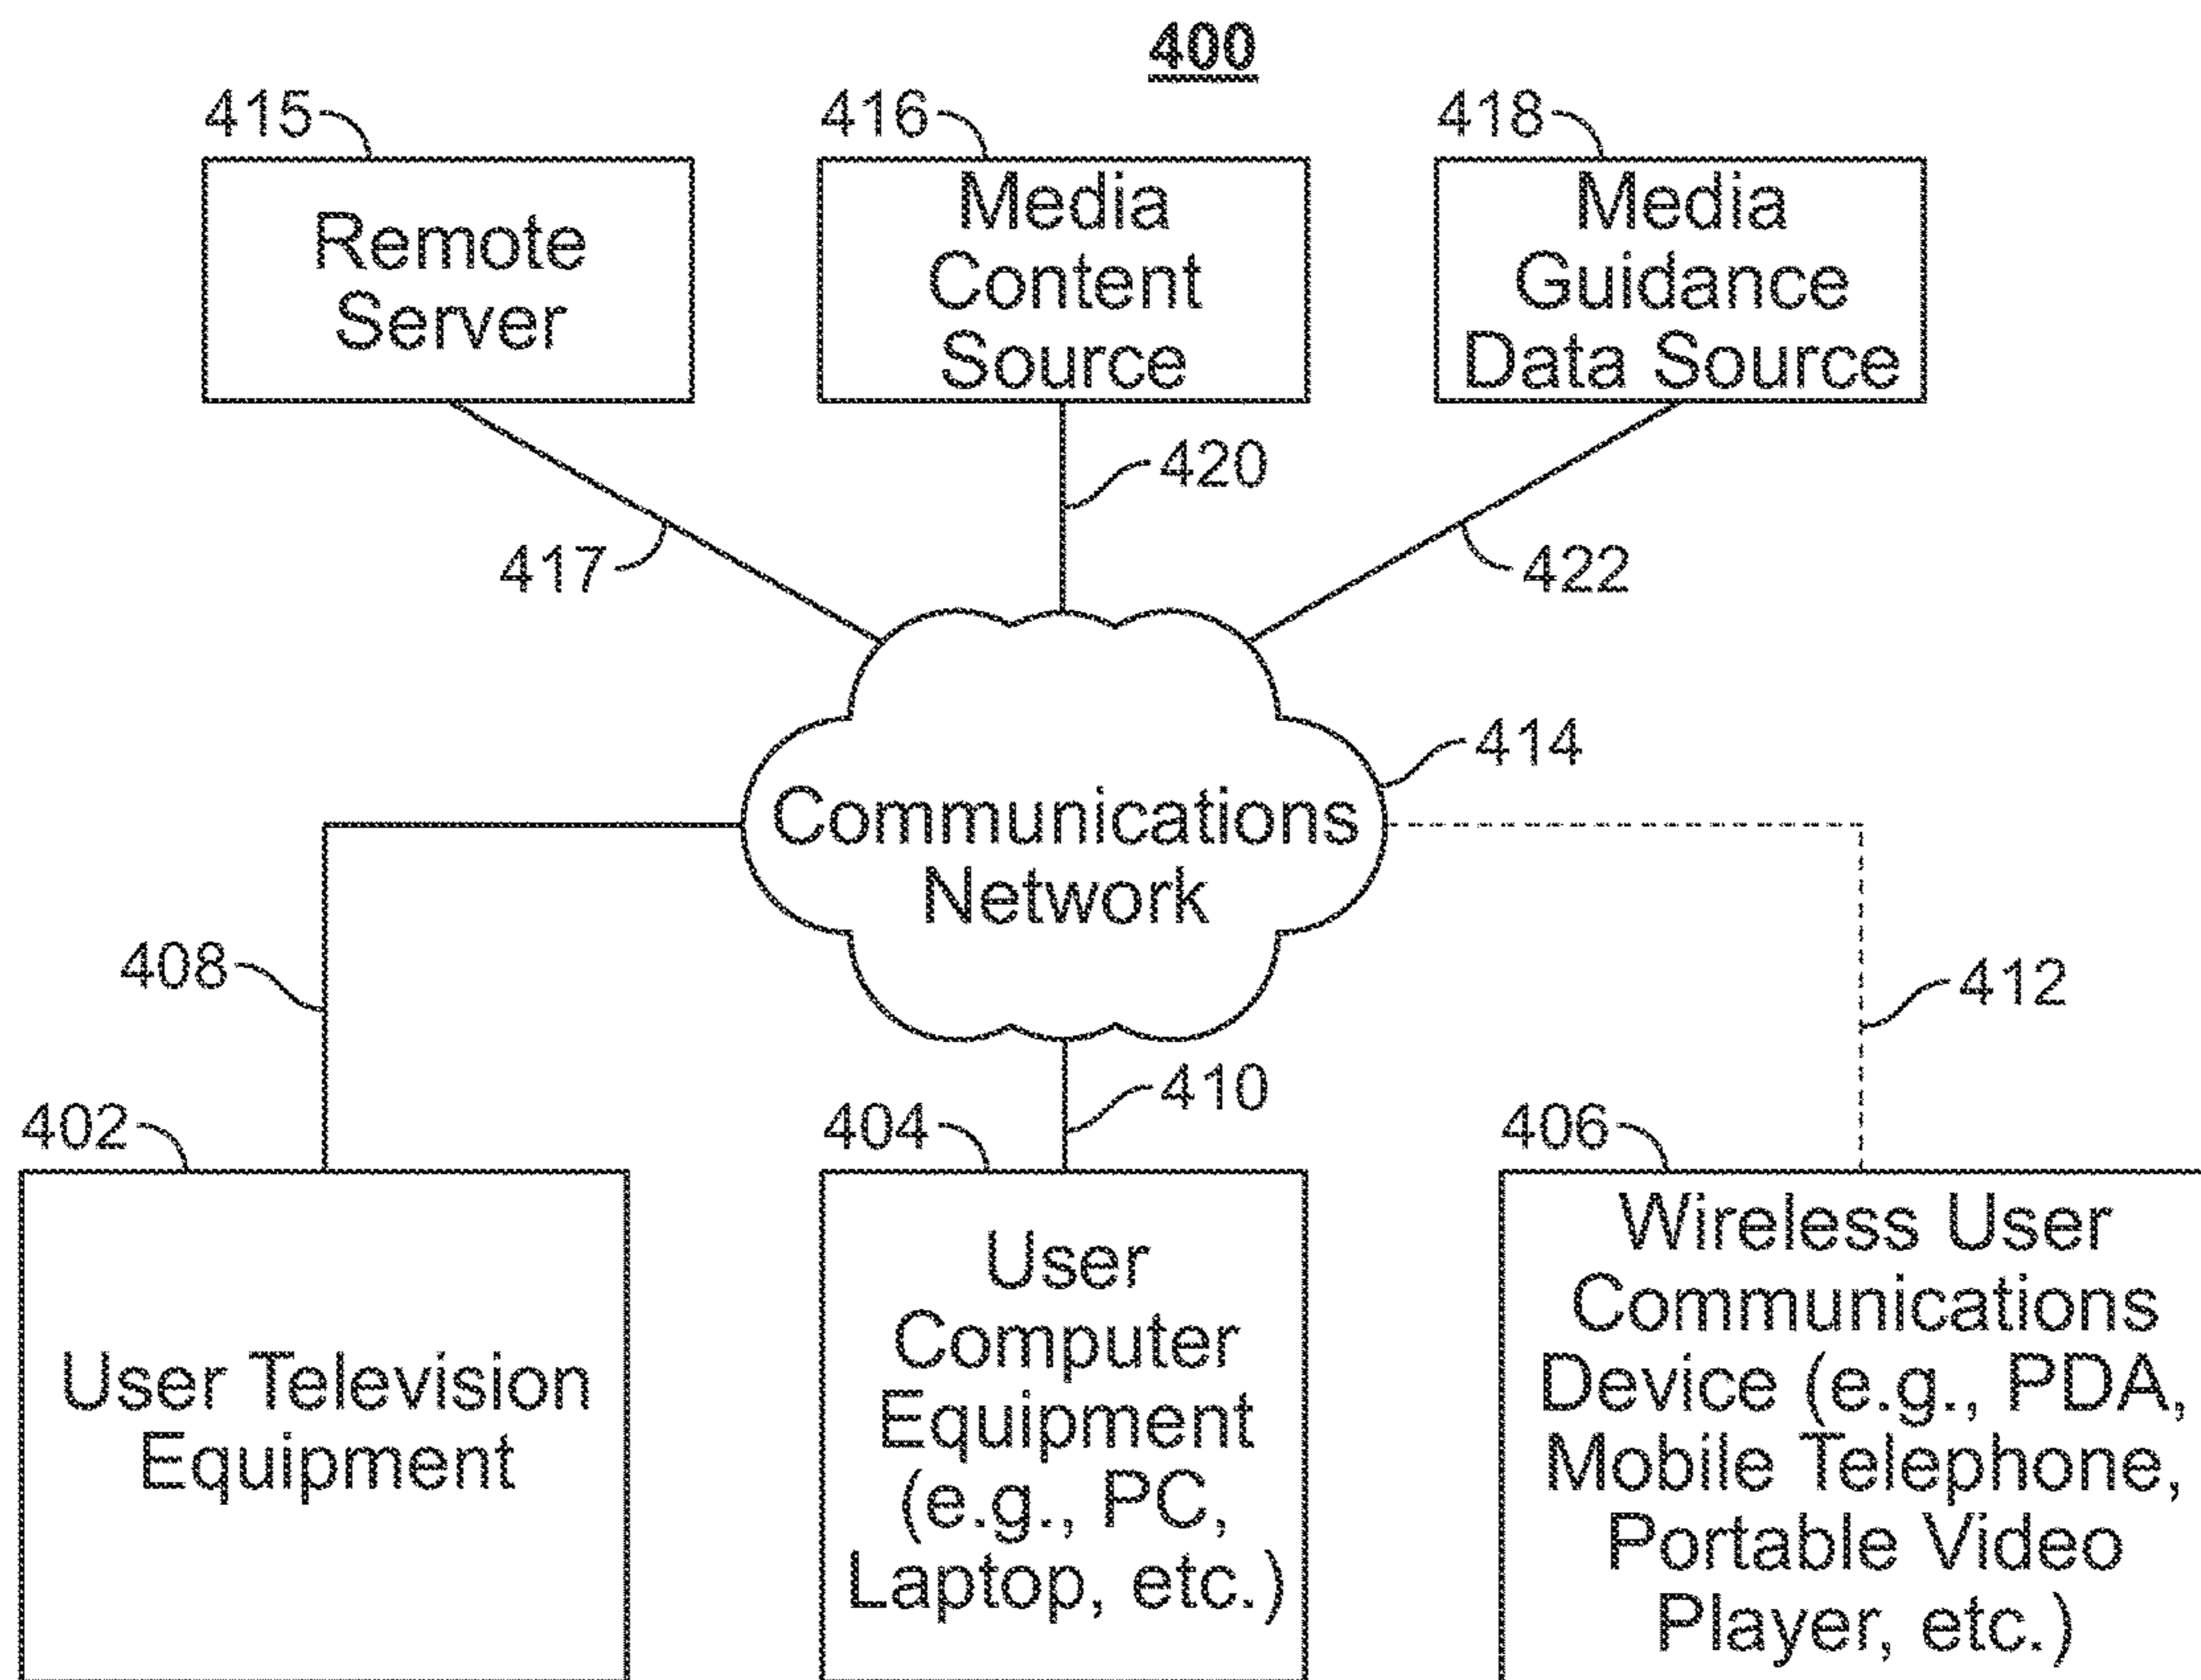 400
415
416
418
Remote
Server
Media
Content
Source
Media
Guidance
Data Source
420
417
422
414
Communications
Network
408
412
410
402
404
406
User Television
Equipment
User
Computer
Equipment
(e.g., PC,
Laptop, etc.)
Wireless User
Communications
Device (e.g., PDA,
Mobile Telephone,
Portable Video
Player, etc.)